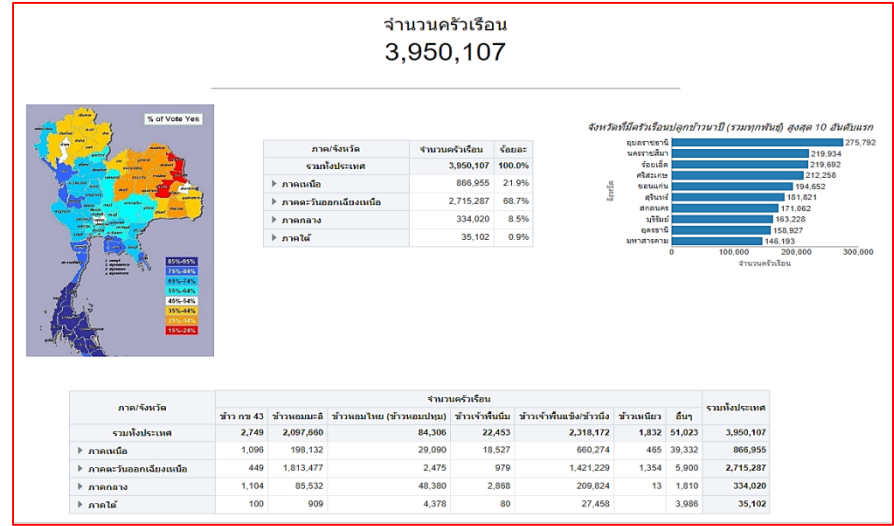 จำนวนครัวเรือน
3,950,107
% of Vote Yes
85%-95%
75%-84%
65%-74%
55%-64%
45%-54%
35%-44%
25%-34%
15%-24%
ภาค/จังหวัด จำนวนครัวเรือน ร้อยละ
รวมทั้งประเทศ 3,950,107 100.0%
ภาคเหนือ 866,955 21.9%
ภาคตะวันออกเฉียงเหนือ 2,715,287 68.7%
ภาคกลาง 334,020 8.5%
ภาคใต้ 35,102 0.9%
จังหวัดที่มีครัวเรือนปลูกข้าวนาปี (รวมทุกพันธุ์) สูงสุด 10 อันดับแรก
จังหวัด
อุบลราชธานี 275,792
นครราชสีมา 219,934
ร้อยเอ็ด 219,692
ศรีสะเกษ 212,258
ขอนแก่น 194,652
สุรินทร์ 181,821
สกลนคร 171,062
บุรีรัมย์ 163,228
อุดรธานี 158,927
มหาสารคาม 146,193
0 100,000 200,000 300,000
จำนวนครัวเรือน
ภาค/จังหวัด จำนวนครัวเรือน รวมทั้งประเทศ
ข้าว กข 43 ข้าวหอมมะลิ ข้าวหอมไทย (ข้าวหอมปทุม) ข้าวเจ้าพื้นนิ่ม ข้าวเจ้าพื้นแข็ง/ข้าวนึ่ง ข้าวเหนียว อื่นๆ
รวมทั้งประเทศ 2,749 2,097,660 84,306 22,453 2,318,172 1,832 51,023 3,950,107
ภาคเหนือ 1,096 198,132 29,090 18,527 660,274 465 39,332 866,955
ภาคตะวันออกเฉียงเหนือ 449 1,813,477 2,475 979 1,421,229 1,354 5,900 2,715,287
ภาคกลาง 1,104 85,532 48,380 2,868 209,824 13 1,810 334,020
ภาคใต้ 100 909 4,378 80 27,458 3,986 35,102